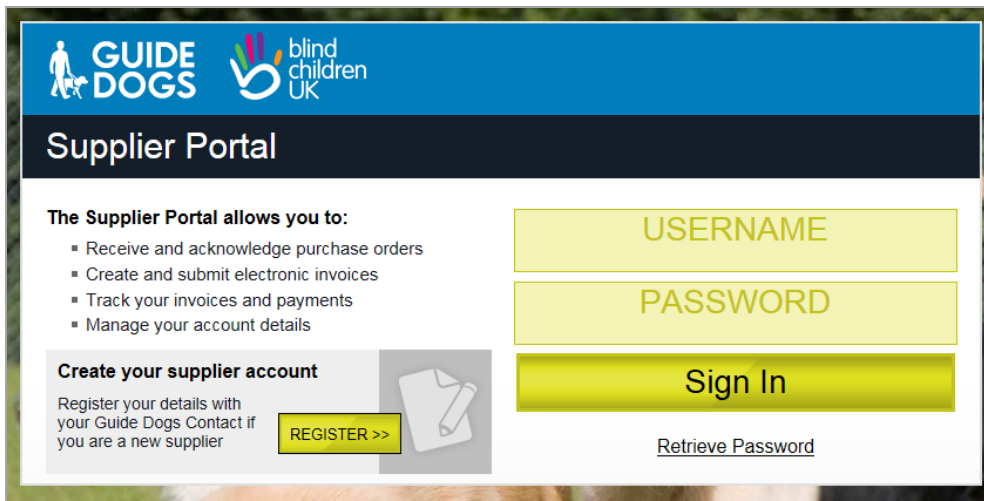 GUIDE
DOGS
blind
children
UK
Supplier Portal
The Supplier Portal allows you to:
Receive and acknowledge purchase orders
Create and submit electronic invoices
Track your invoices and payments
Manage your account details
Create your supplier account
Register your details with
your Guide Dogs Contact if
you are a new supplier
REGISTER >>
USERNAME
PASSWORD
Sign In
Retrieve Password